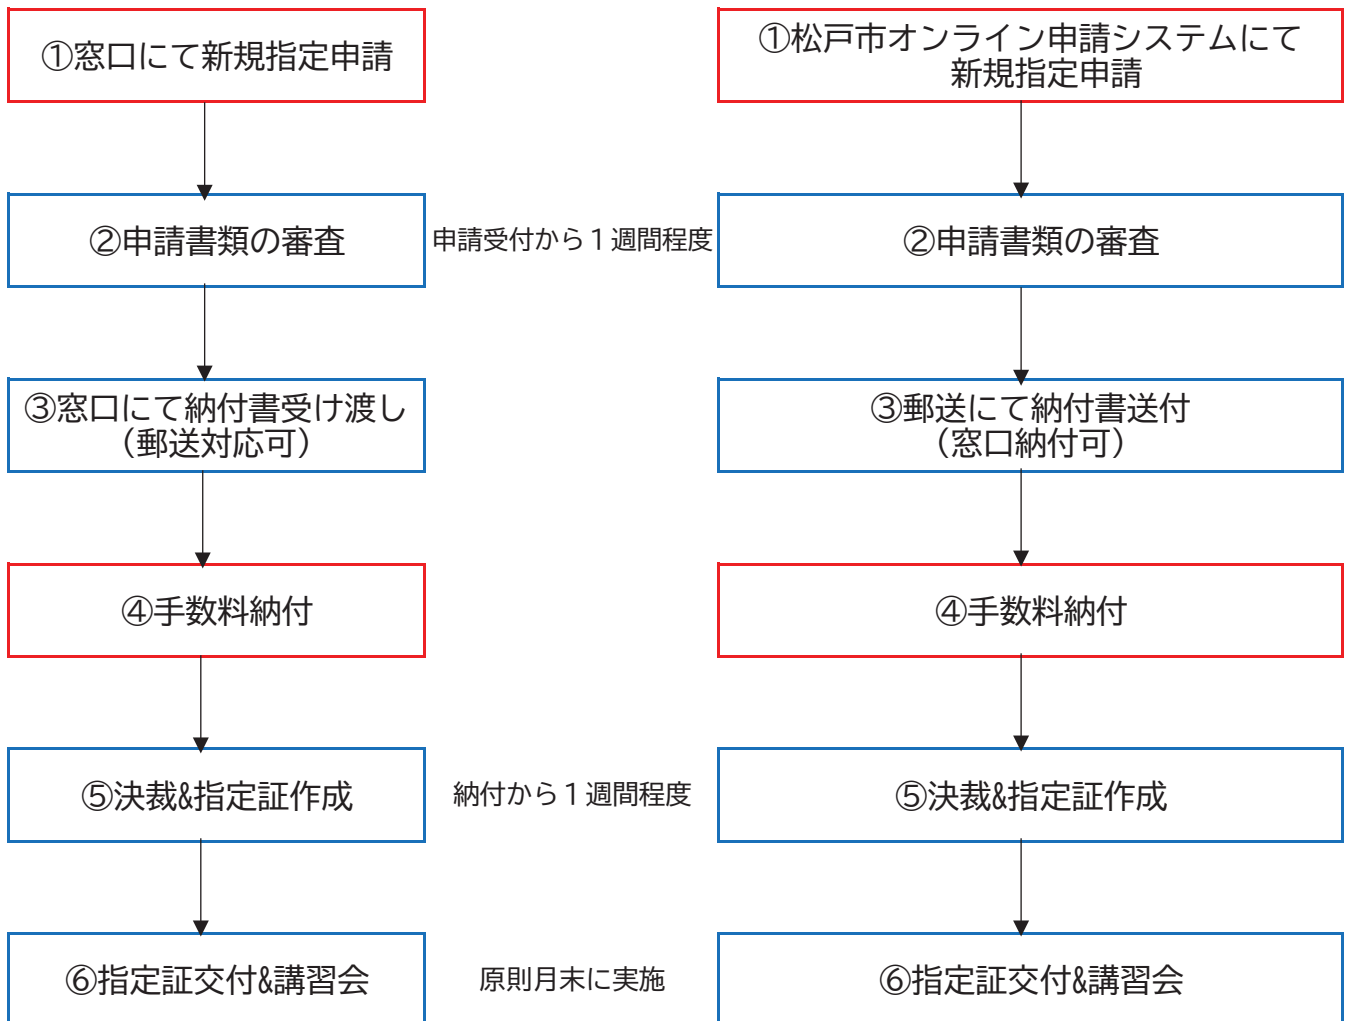 ①窓口にて新規指定申請
①松戸市オンライン申請システムにて
新規指定申請
②申請書類の審査
申請受付から１週間程度
②申請書類の審査
③窓口にて納付書受け渡し
（郵送対応可）
③郵送にて納付書送付
（窓口納付可）
④手数料納付
④手数料納付
⑤決裁&指定証作成
納付から１週間程度
⑤決裁&指定証作成
⑥指定証交付&講習会
原則月末に実施
⑥指定証交付&講習会